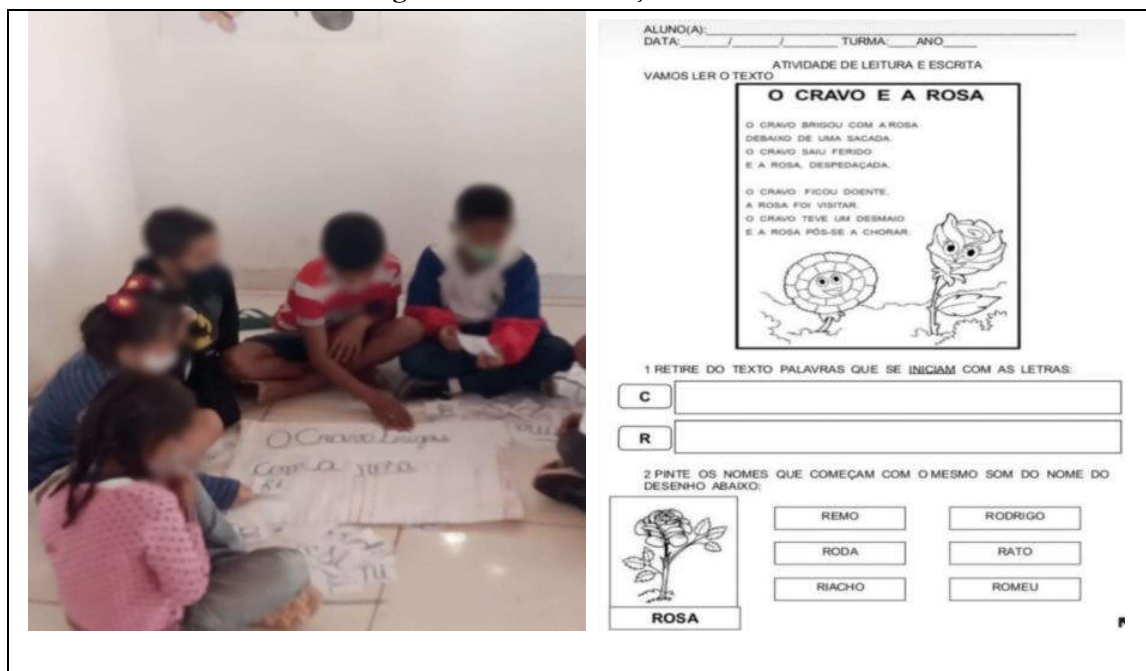 O Cravo Brigou
com a rosa
TU
ALUNO(A):
DATA: / / TURMA: ANO
ATIVIDADE DE LEITURA E ESCRITA
VAMOS LER O TEXTO
O CRAVO E A ROSA
O CRAVO BRIGOU COM A ROSA
DEBAIXO DE UMA SACADA.
O CRAVO SAIU FERIDO
E A ROSA, DESPEDAÇADA.
O CRAVO FICOU DOENTE.
A ROSA FOI VISITAR.
O CRAVO TEVE UM DESMAIO
E A ROSA PÔS-SE A CHORAR.
1 RETIRE DO TEXTO PALAVRAS QUE SE INICIAM COM AS LETRAS:
C
R
2 PINTE OS NOMES QUE COMEÇAM COM O MESMO SOM DO NOME DO
DESENHO ABAIXO:
REMO RODRIGO
RODA RATO
RIACHO ROMEU
ROSA